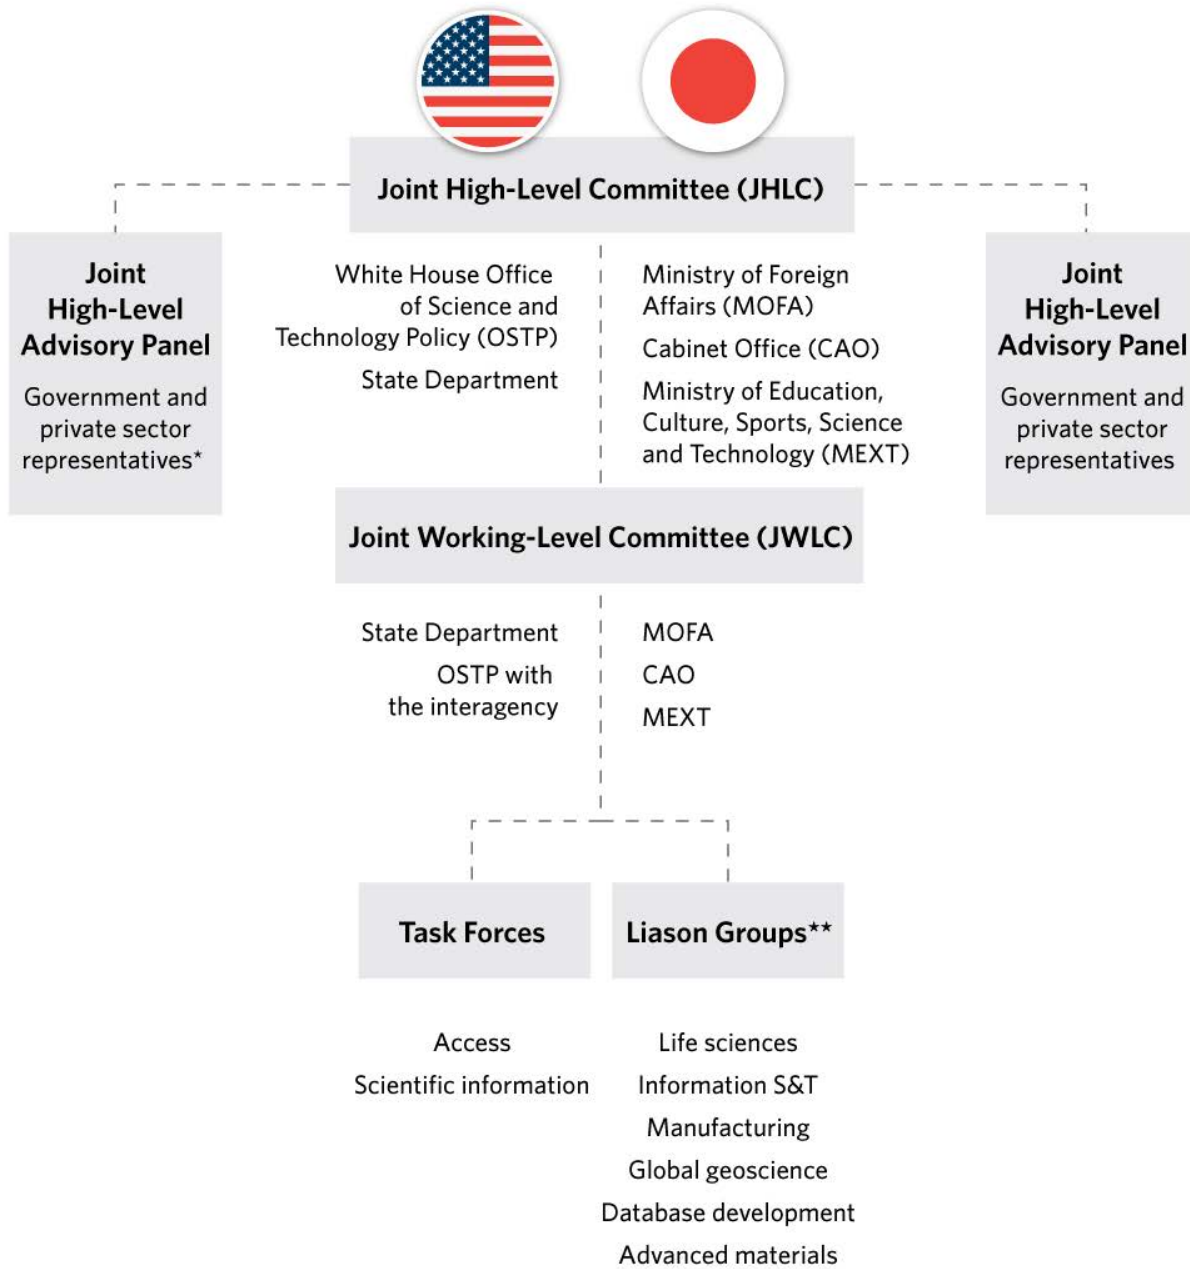 Joint High-Level Committee (JHLC)
Joint
High-Level
Advisory Panel
Government and
private sector
representatives*
White House Office
of Science and
Technology Policy (OSTP)
State Department
Ministry of Foreign
Affairs (MOFA)
Cabinet Office (CAO)
Ministry of Education,
Culture, Sports, Science
and Technology (MEXT)
Joint
High-Level
Advisory Panel
Government and
private sector
representatives
Joint Working-Level Committee (JWLC)
State Department
OSTP with
the interagency
MOFA
CAO
MEXT
Task Forces
Access
Scientific information
Liason Groups**
Life sciences
Information S&T
Manufacturing
Global geoscience
Database development
Advanced materials